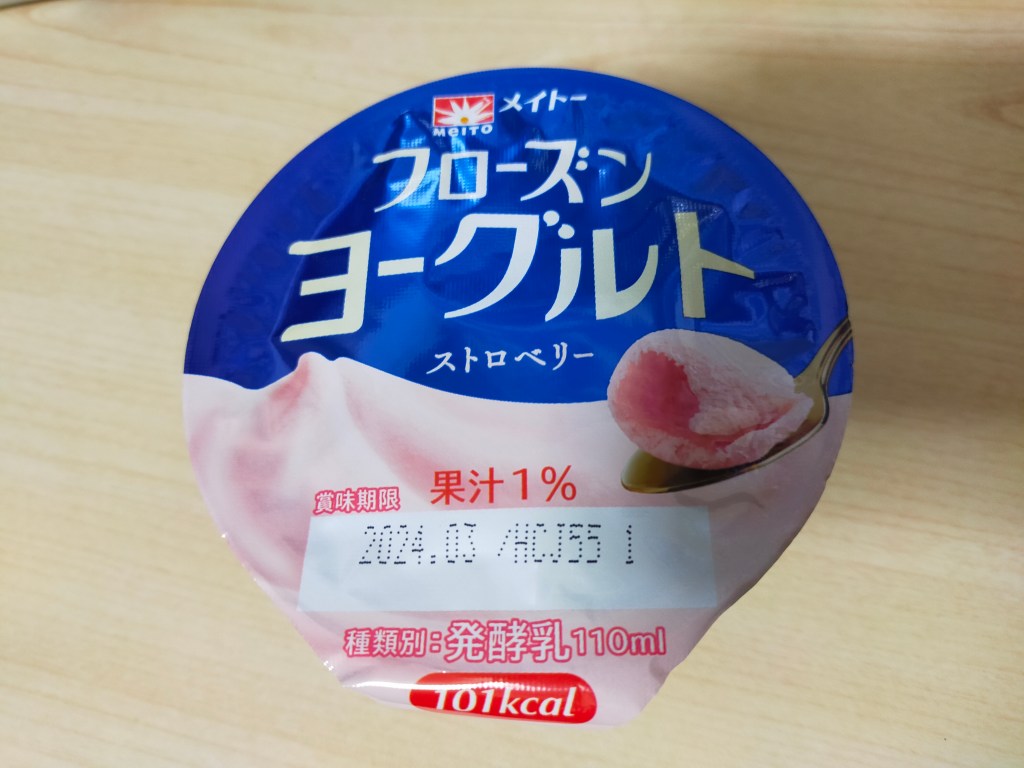 メイトー
MeiTO
フローズン
ヨーグルト
ストロベリー
果汁1%
賞味期限
2024.03 /HCJ55 1
種類別:発酵乳110ml
101kcal